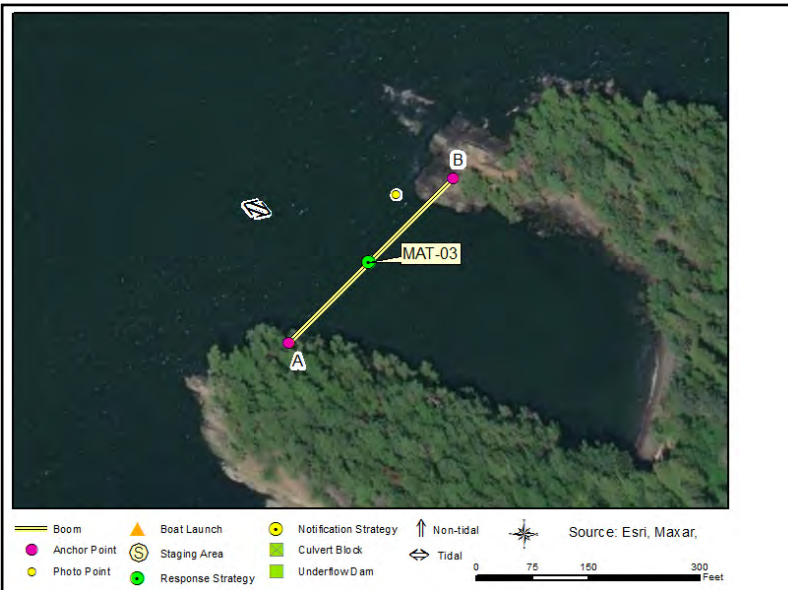 B
MAT-03
A
Boom
Boat Launch
Notification Strategy
Non-tidal
Source: Esri, Maxar,
Anchor Point
S Staging Area
Culvert Block
Tidal
Photo Point
Response Strategy
Underflow Dam
0 75 150 300
Feet